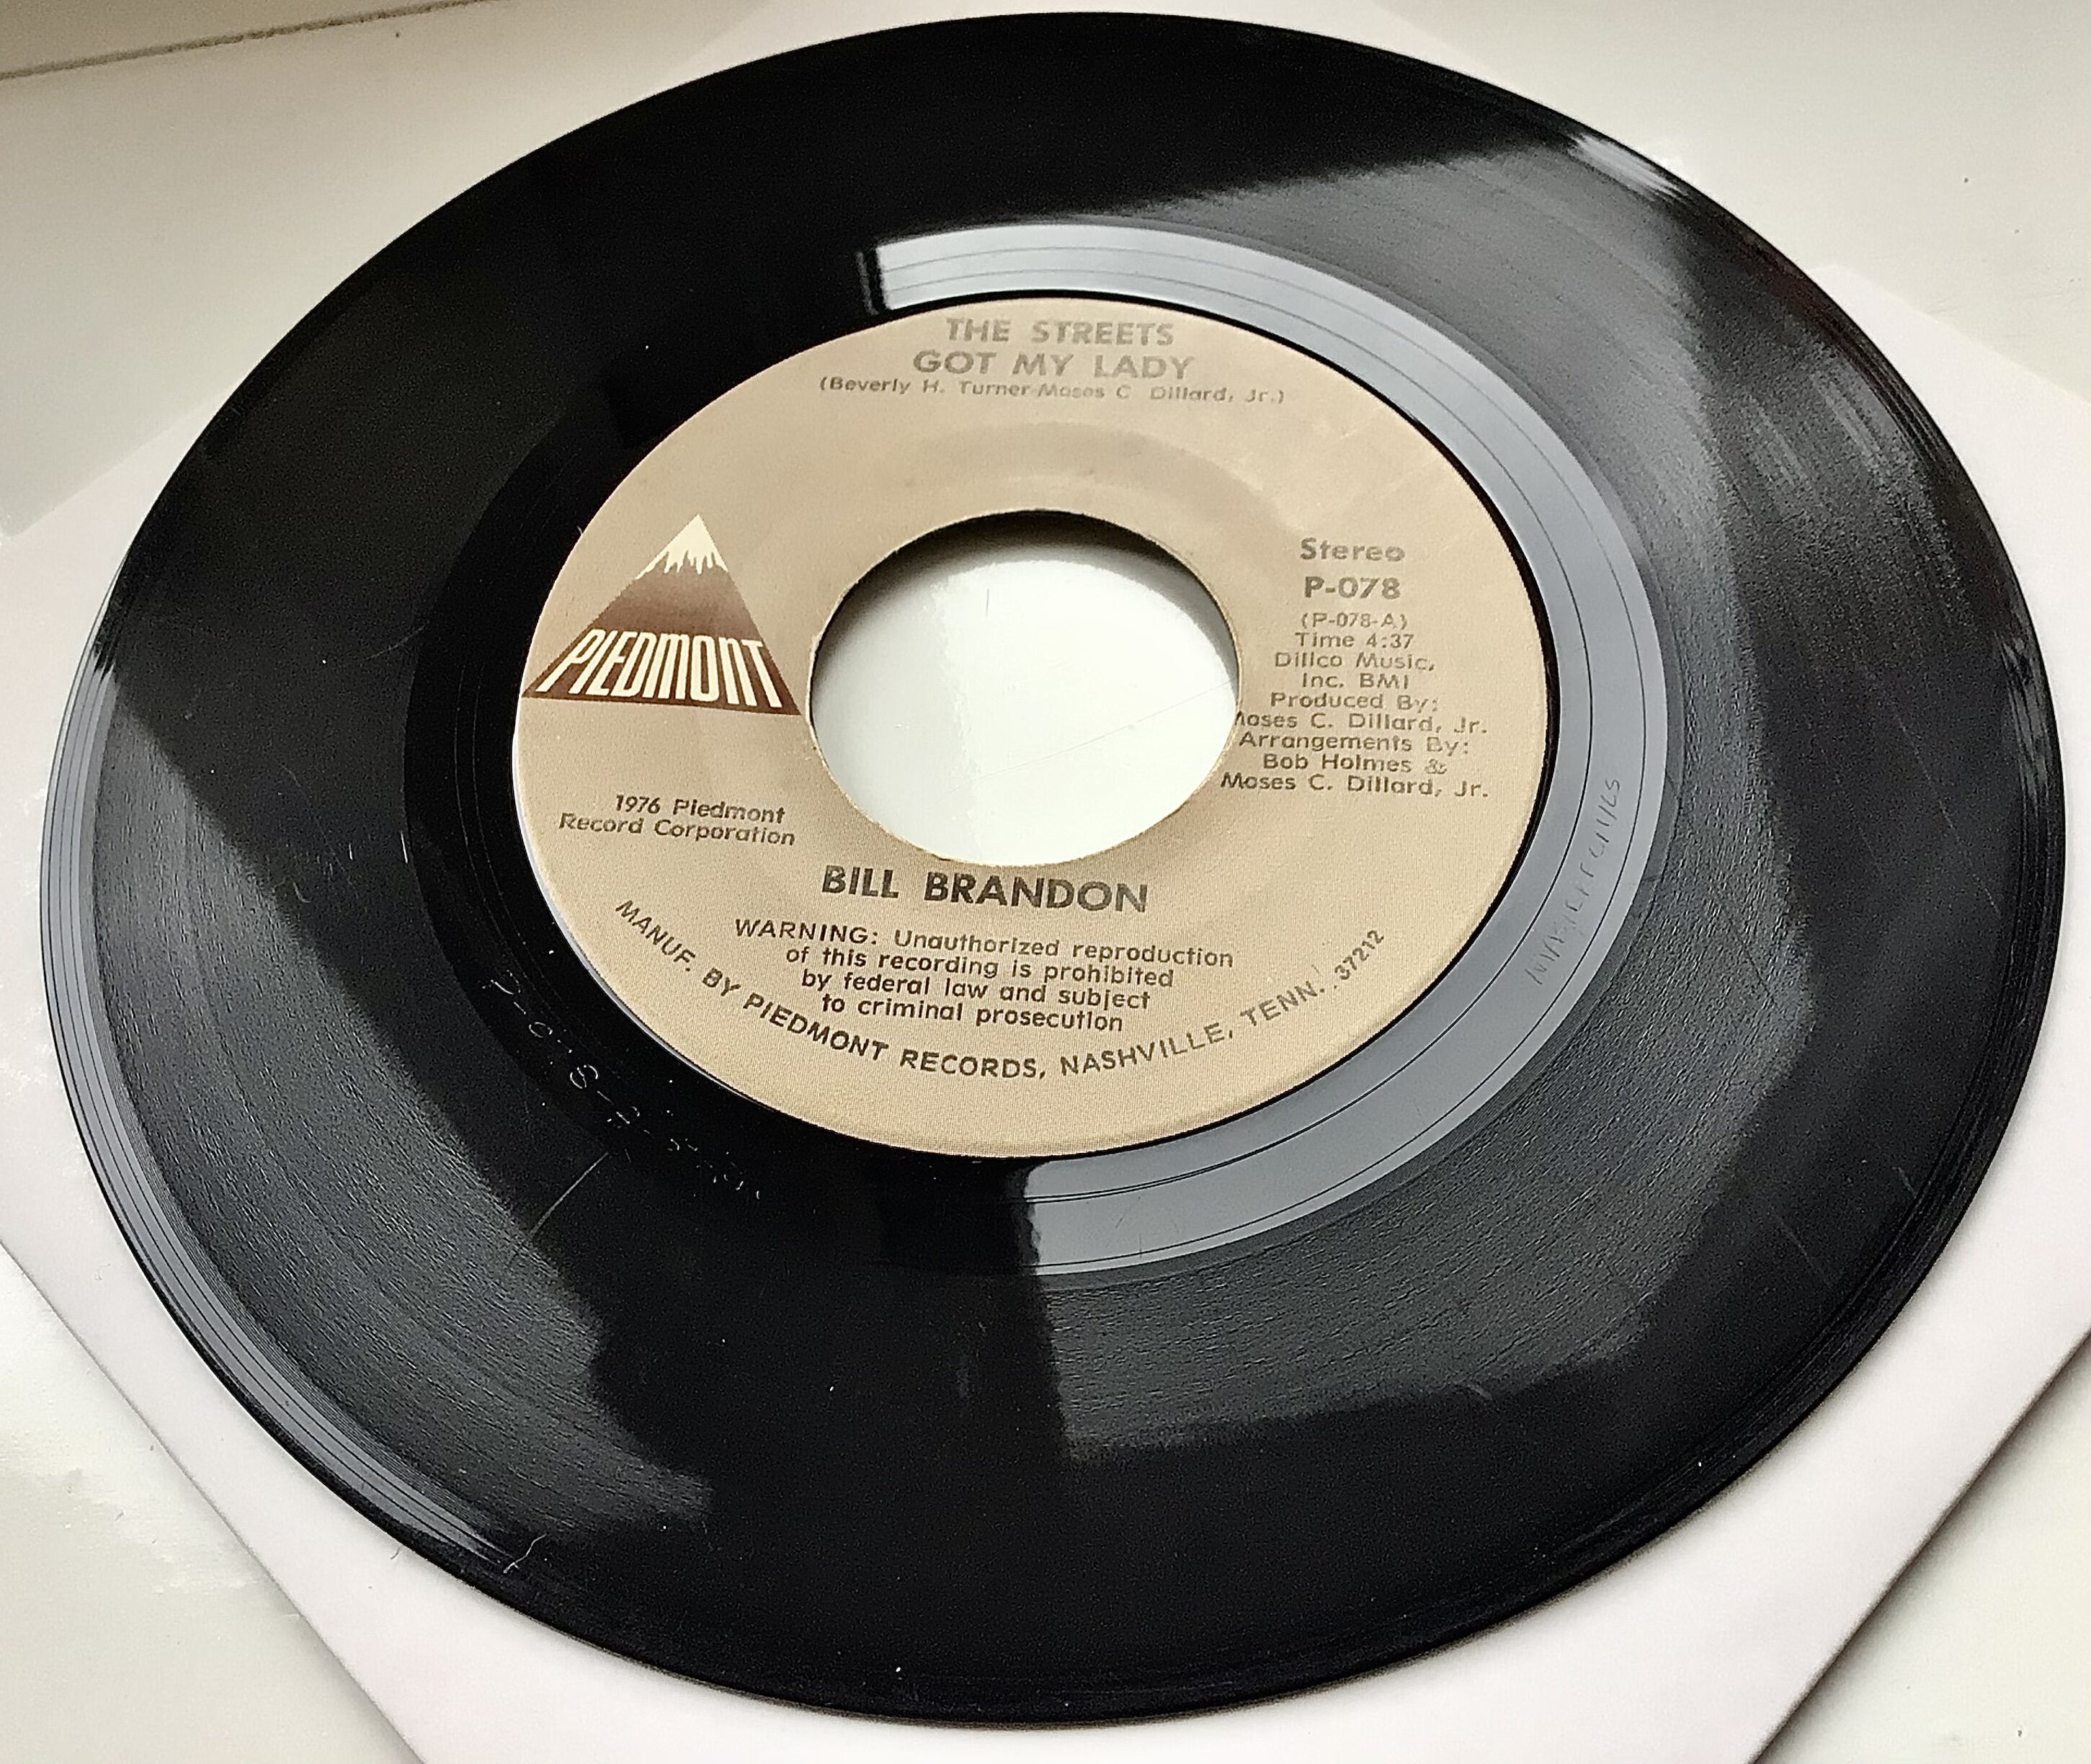 THE STREETS
GOT MY LADY
(Beverly H. Turner-Moses C Dillard, Jr.)
PIEDMONT
Stereo
P-078
(P-078-A)
Time 4:37
Dillco Music,
Inc. BMI
Produced By:
Moses C. Dillard, Jr.
Arrangements By:
Bob Holmes &
Moses C. Dillard, Jr.
1976 Piedmont
Record Corporation
BILL BRANDON
WARNING: Unauthorized reproduction
of this recording is prohibited
by federal law and subject
to criminal prosecution
MANUF. BY PIEDMONT RECORDS, NASHVILLE, TENN. 37212